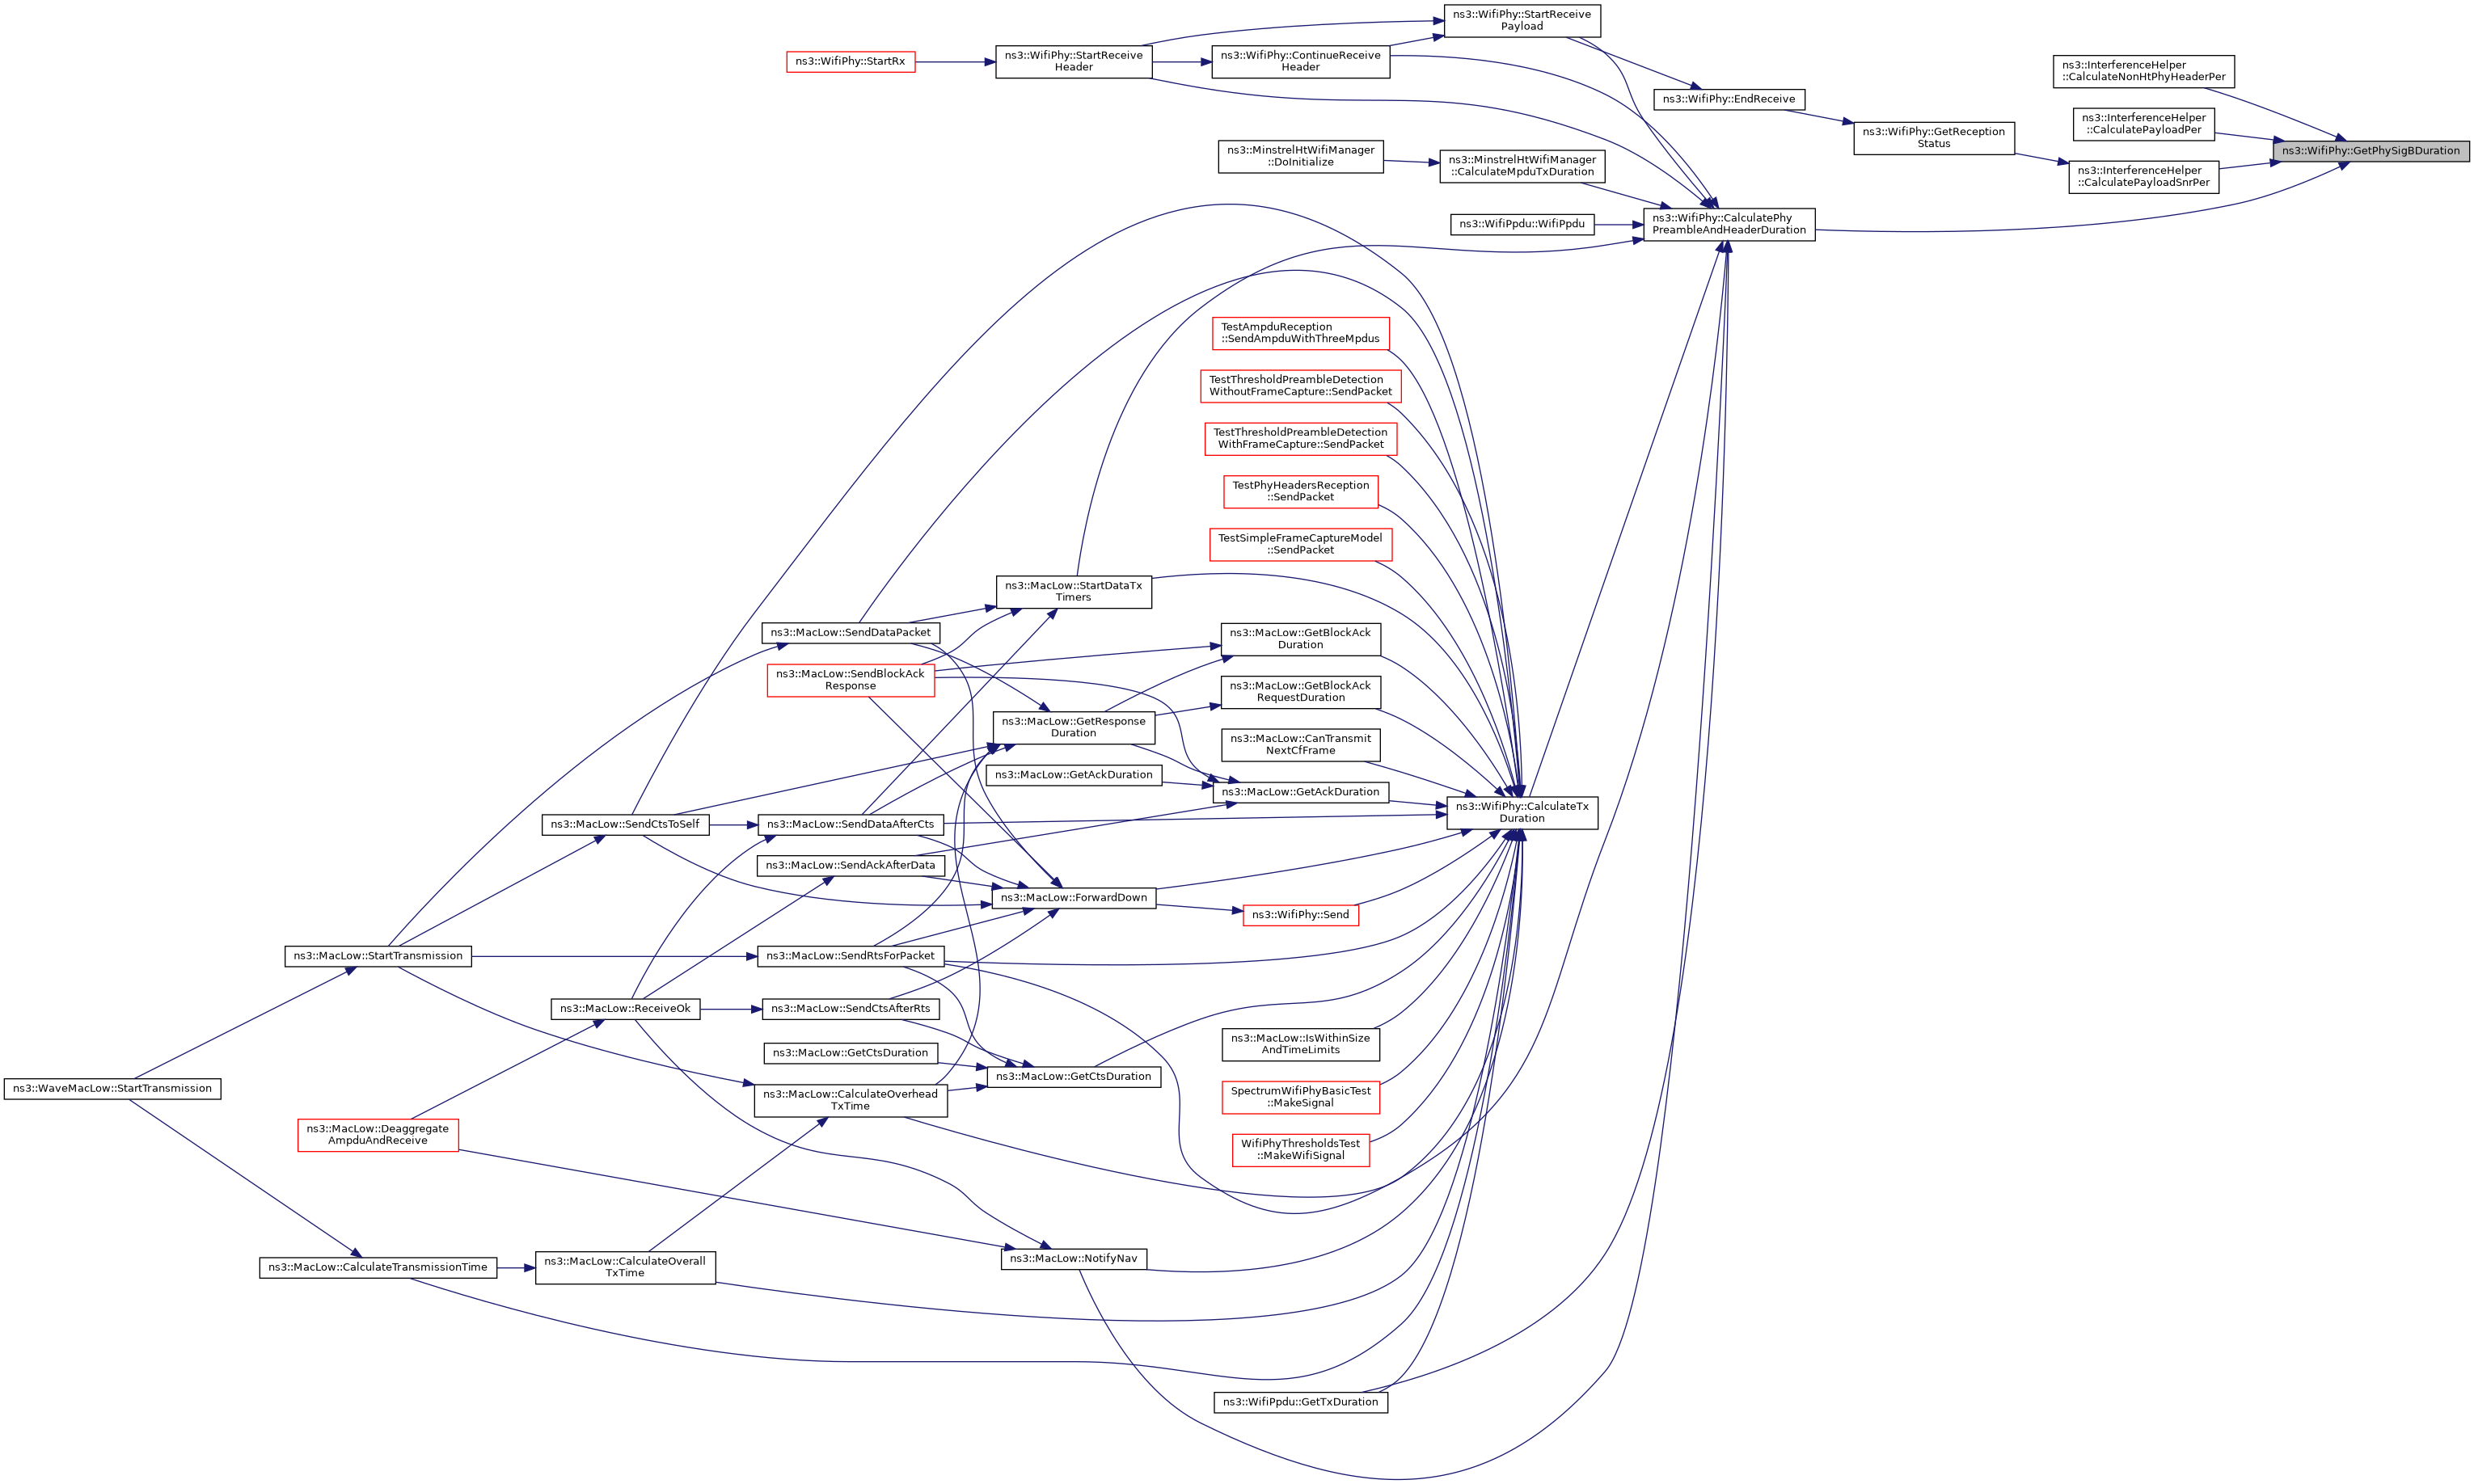 ns3::WifiPhy::StartReceive
Payload
ns3::WifiPhy::StartRx
ns3::WifiPhy::StartReceive
Header
ns3::WifiPhy::ContinueReceive
Header
ns3::InterferenceHelper
::CalculateNonHtPhyHeaderPer
ns3::WifiPhy::EndReceive
ns3::InterferenceHelper
::CalculatePayloadPer
ns3::WifiPhy::GetReception
Status
ns3::WifiPhy::GetPhySigBDuration
ns3::MinstrelHtWifiManager
::DoInitialize
ns3::MinstrelHtWifiManager
::CalculateMpduTxDuration
ns3::InterferenceHelper
::CalculatePayloadSnrPer
ns3::WifiPpdu::WifiPpdu
ns3::WifiPhy::CalculatePhy
PreambleAndHeaderDuration
TestAmpduReception
::SendAmpduWithThreeMpdus
TestThresholdPreambleDetection
WithoutFrameCapture::SendPacket
TestThresholdPreambleDetection
WithFrameCapture::SendPacket
TestPhyHeadersReception
::SendPacket
TestSimpleFrameCaptureModel
::SendPacket
ns3::MacLow::StartDataTx
Timers
ns3::MacLow::SendDataPacket
ns3::MacLow::GetBlockAck
Duration
ns3::MacLow::SendBlockAck
Response
ns3::MacLow::GetBlockAck
RequestDuration
ns3::MacLow::GetResponse
Duration
ns3::MacLow::CanTransmit
NextCfFrame
ns3::MacLow::GetAckDuration
ns3::MacLow::GetAckDuration
ns3::WifiPhy::CalculateTx
Duration
ns3::MacLow::SendCtsToSelf
ns3::MacLow::SendDataAfterCts
ns3::MacLow::SendAckAfterData
ns3::MacLow::ForwardDown
ns3::WifiPhy::Send
ns3::MacLow::StartTransmission
ns3::MacLow::SendRtsForPacket
ns3::MacLow::ReceiveOk
ns3::MacLow::SendCtsAfterRts
ns3::MacLow::IsWithinSize
AndTimeLimits
ns3::MacLow::GetCtsDuration
ns3::MacLow::GetCtsDuration
ns3::WaveMacLow::StartTransmission
ns3::MacLow::CalculateOverhead
TxTime
SpectrumWifiPhyBasicTest
::MakeSignal
ns3::MacLow::Deaggregate
AmpduAndReceive
WifiPhyThresholdsTest
::MakeWifiSignal
ns3::MacLow::CalculateTransmissionTime
ns3::MacLow::CalculateOverall
TxTime
ns3::MacLow::NotifyNav
ns3::WifiPpdu::GetTxDuration